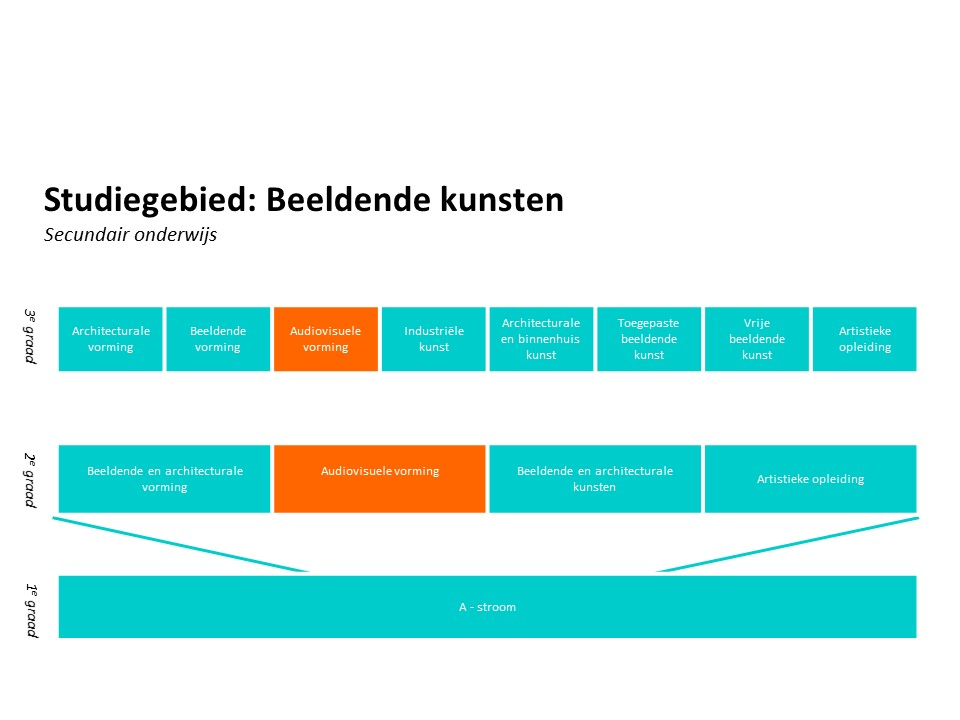 Studiegebied: Beeldende kunsten
Secundair onderwijs
3e graad
Architecturale
vorming
Beeldende
vorming
Audiovisuele
vorming
Industriële
kunst
Architecturale
en binnenhuis
kunst
Toegepaste
beeldende
kunst
Vrije
beeldende
kunst
Artistieke
opleiding
2e graad
Beeldende en architecturale
vorming
Audiovisuele vorming
Beeldende en architecturale
kunsten
Artistieke opleiding
1e graad
A - stroom